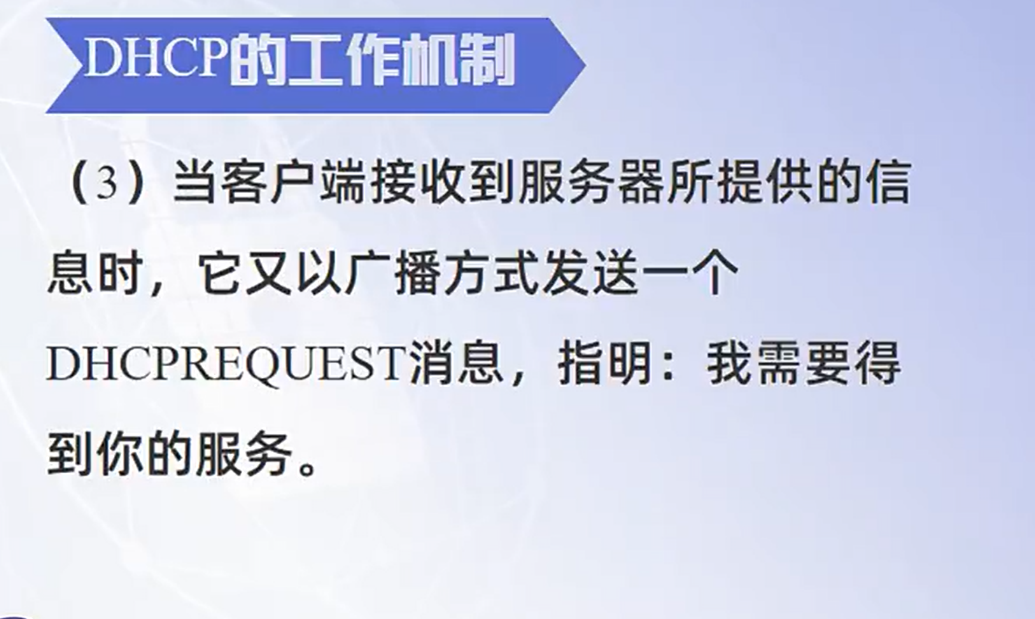 DHCP的工作机制
（3）当客户端接收到服务器所提供的信
息时，它又以广播方式发送一个
DHCPREQUEST消息，指明：我需要得
到你的服务。